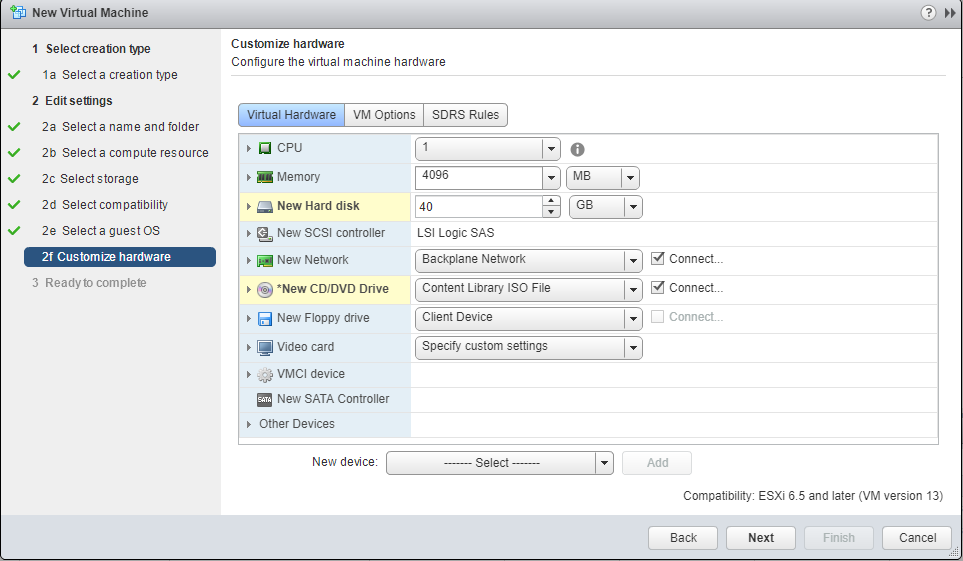 New Virtual Machine
?
1 Select creation type
1a Select a creation type
2 Edit settings
2a Select a name and folder
2b Select a compute resource
2c Select storage
2d Select compatibility
2e Select a guest OS
2f Customize hardware
3 Ready to complete
Customize hardware
Configure the virtual machine hardware
Virtual Hardware VM Options SDRS Rules
CPU 1
Memory 4096 MB
New Hard disk 40 GB
New SCSI controller LSI Logic SAS
New Network Backplane Network Connect...
*New CD/DVD Drive Content Library ISO File Connect...
New Floppy drive Client Device Connect...
Video card Specify custom settings
VMCI device
SATA New SATA Controller
Other Devices
New device: ------- Select ------- Add
Compatibility: ESXi 6.5 and later (VM version 13)
Back Next Finish Cancel